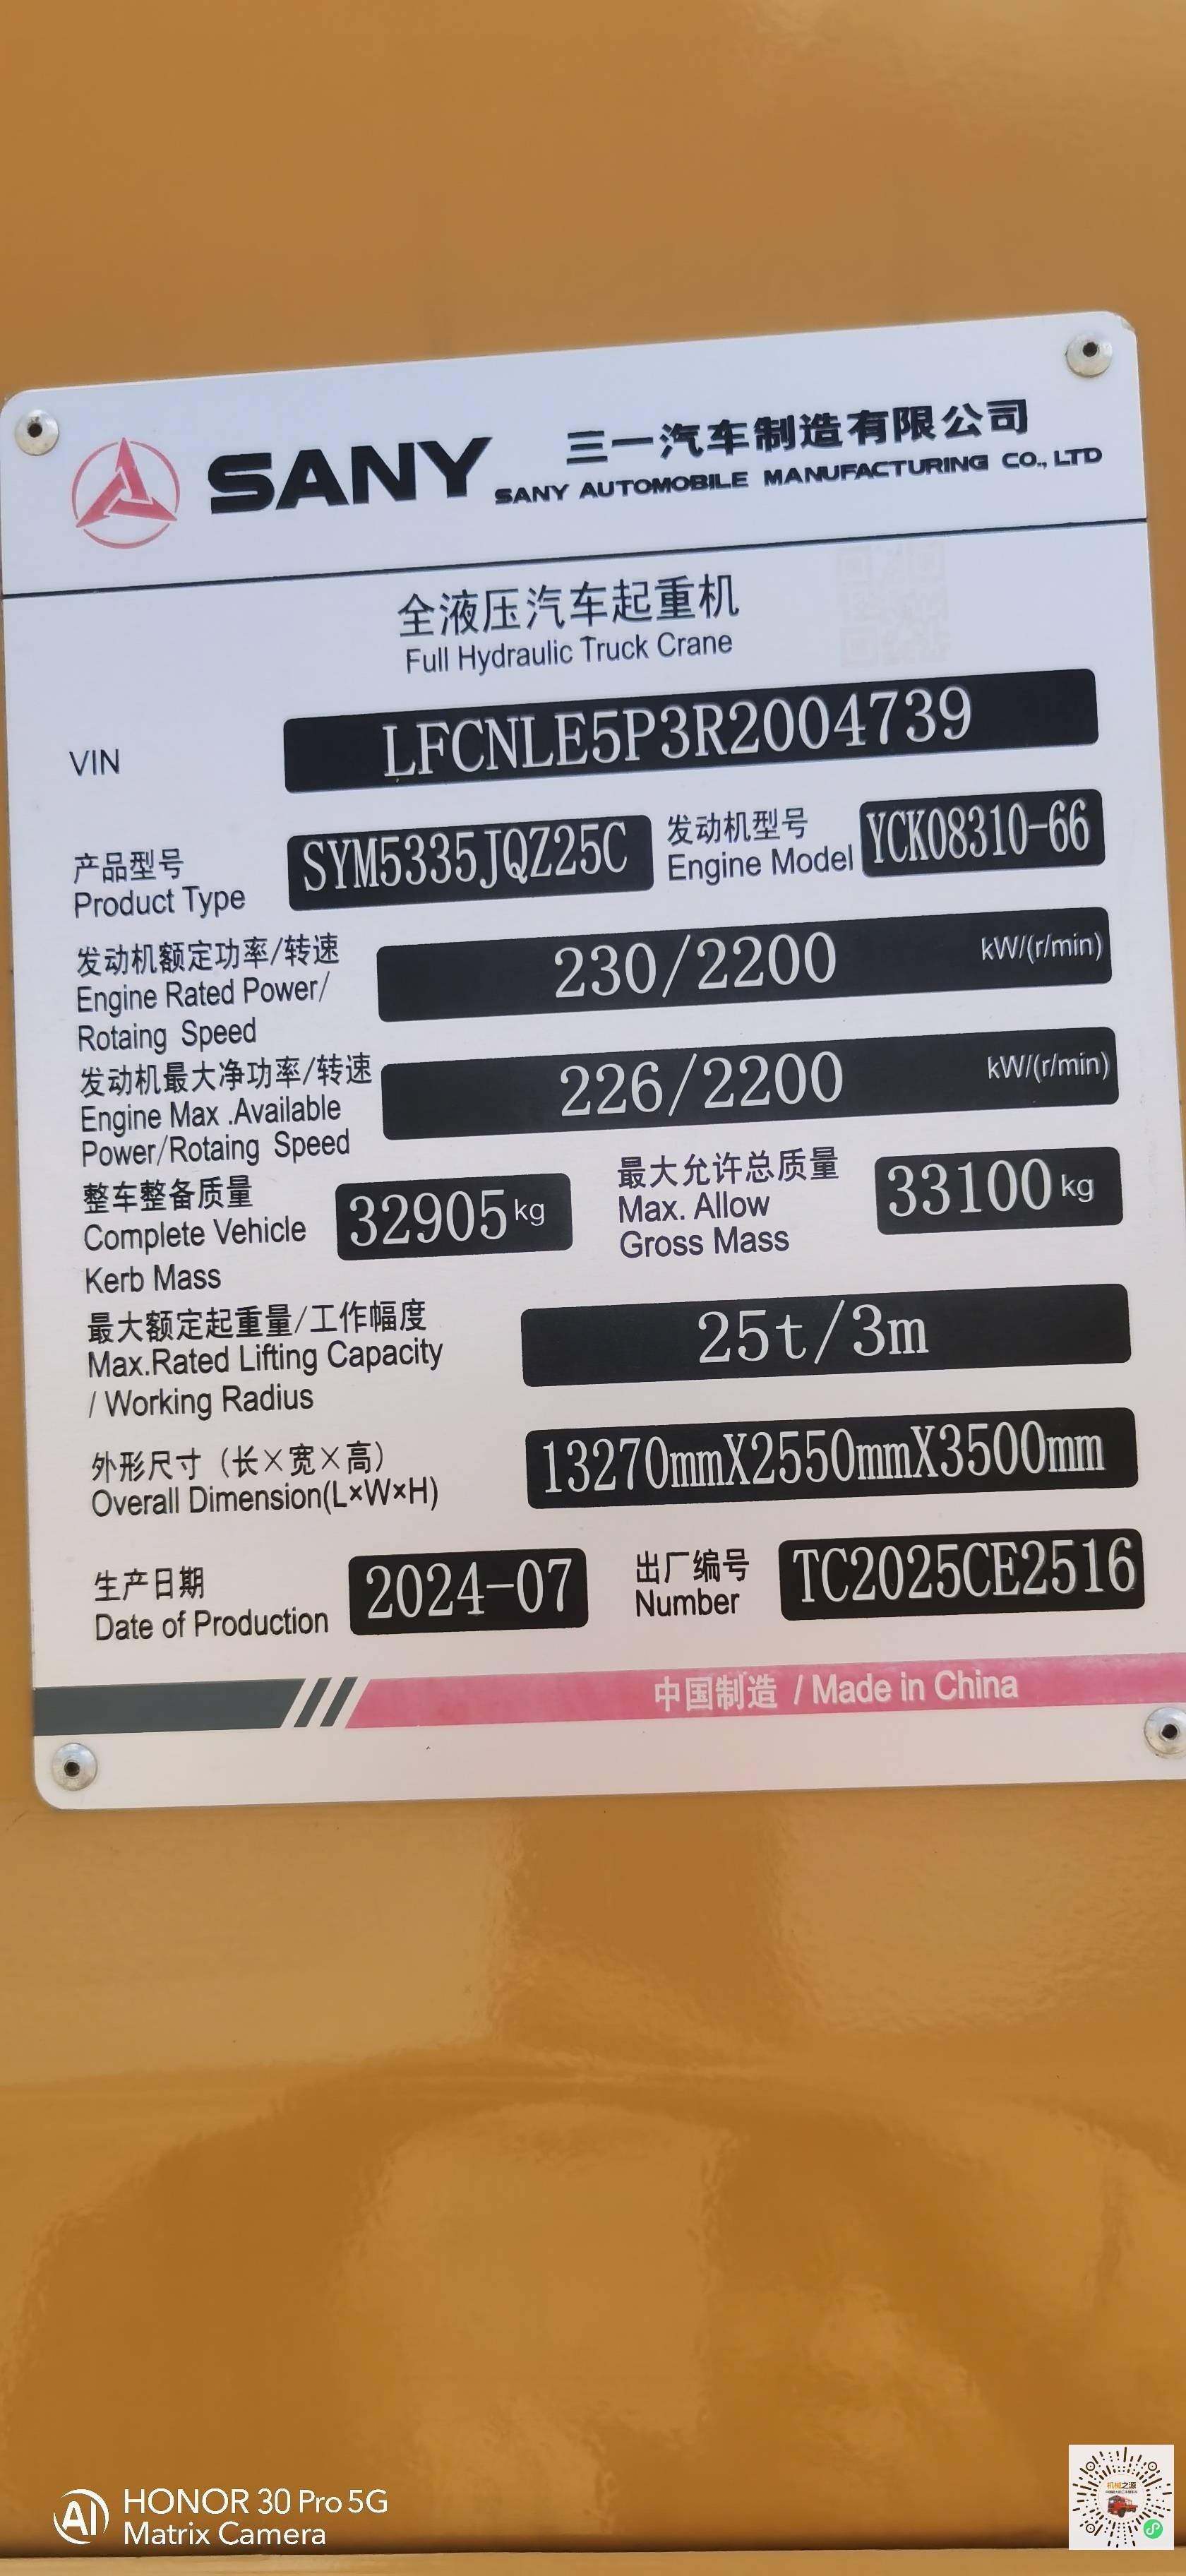 SANY
三一汽车制造有限公司
SANY AUTOMOBILE MANUFACTURING CO., LTD
全液压汽车起重机
Full Hydraulic Truck Crane
VIN
LFCNLE5P3R2004739
产品型号
Product Type
SYM5335JQZ25C
发动机型号
Engine Model
YCK08310-66
发动机额定功率/转速
Engine Rated Power/
Rotaing Speed
230/2200
kW/(r/min)
发动机最大净功率/转速
Engine Max .Available
Power/Rotaing Speed
226/2200
kW/(r/min)
整车整备质量
Complete Vehicle
Kerb Mass
32905kg
最大允许总质量
Max. Allow
Gross Mass
33100kg
最大额定起重量/工作幅度
Max.Rated Lifting Capacity
/ Working Radius
25t/3m
外形尺寸（长×宽×高）
Overall Dimension(L×W×H)
13270mmX2550mmX3500mm
生产日期
Date of Production
2024-07
出厂编号
Number
TC2025CE2516
中国制造 / Made in China
AI
HONOR 30 Pro 5G
Matrix Camera
机械之源